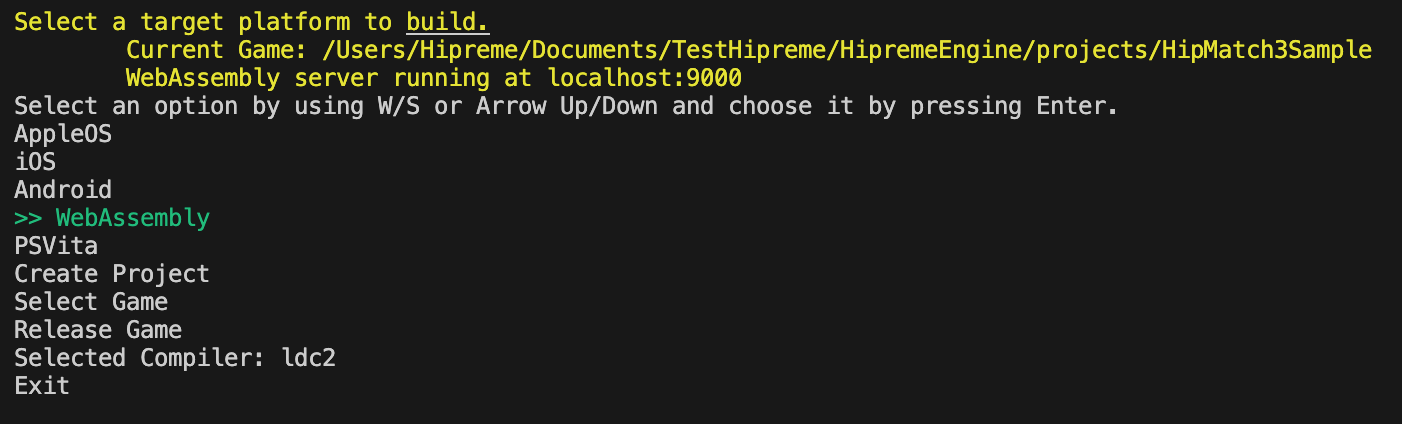 Select a target platform to build.
Current Game: /Users/Hipreme/Documents/TestHipreme/HipremeEngine/projects/HipMatch3Sample
WebAssembly server running at localhost:9000
Select an option by using W/S or Arrow Up/Down and choose it by pressing Enter.
AppleOS
iOS
Android
>> WebAssembly
PSVita
Create Project
Select Game
Release Game
Selected Compiler: ldc2
Exit